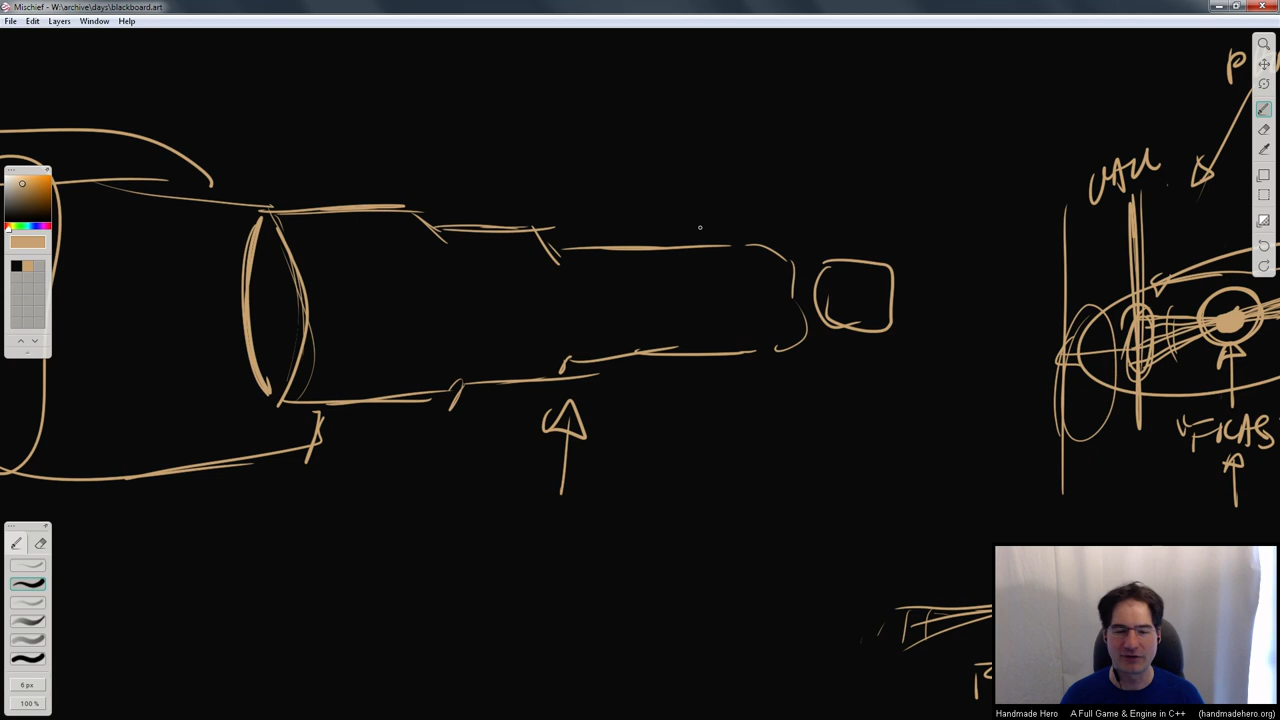 Mischief - W:\archive\days\blackboard.art
File Edit Layers Window Help
6 px
100 %
Handmade Hero A Full Game & Engine in C++ (handmadehero.org)